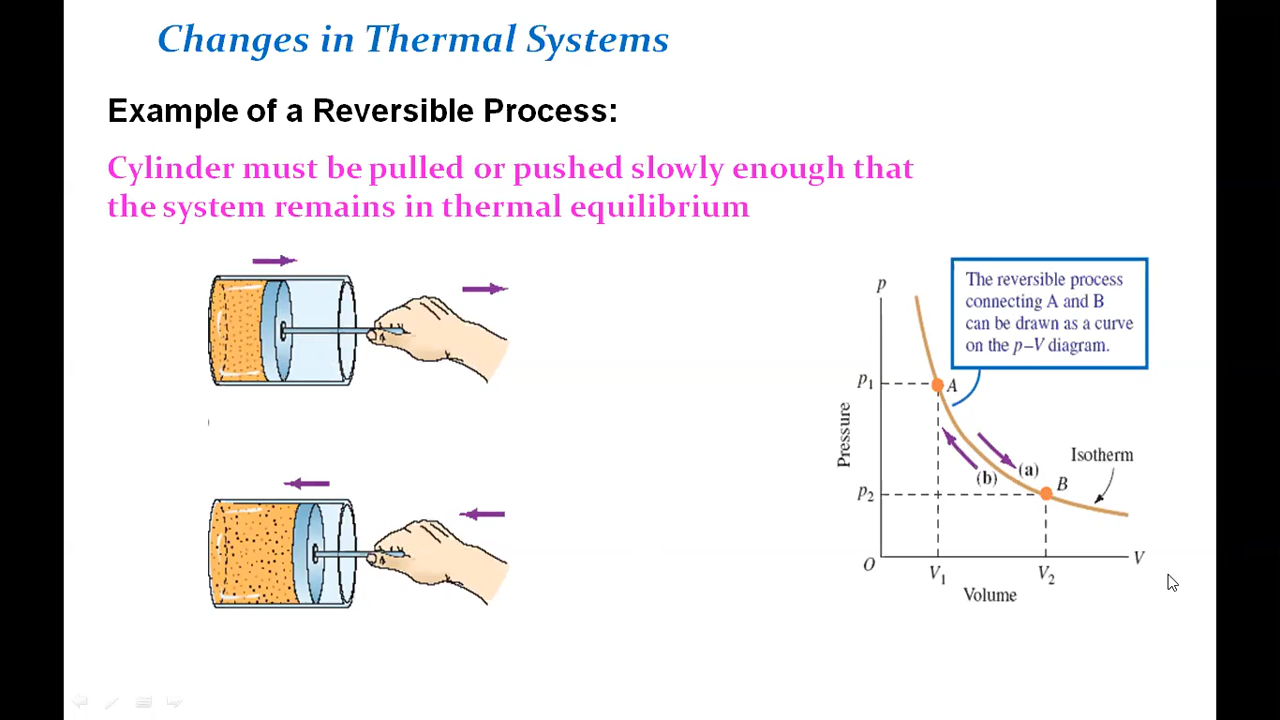 Changes in Thermal Systems
Example of a Reversible Process:
Cylinder must be pulled or pushed slowly enough that
the system remains in thermal equilibrium
The reversible process
connecting A and B
can be drawn as a curve
on the p–V diagram.
p
p₁
A
Pressure
Isotherm
(a)
(b)
B
p₂
O
V₁
V₂
V
Volume